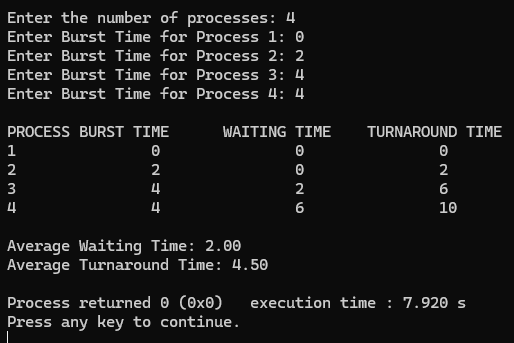 Enter the number of processes: 4
Enter Burst Time for Process 1: 0
Enter Burst Time for Process 2: 2
Enter Burst Time for Process 3: 4
Enter Burst Time for Process 4: 4
PROCESS BURST TIME WAITING TIME TURNAROUND TIME
1 0 0 0
2 2 0 2
3 4 2 6
4 4 6 10
Average Waiting Time: 2.00
Average Turnaround Time: 4.50
Process returned 0 (0x0) execution time : 7.920 s
Press any key to continue.